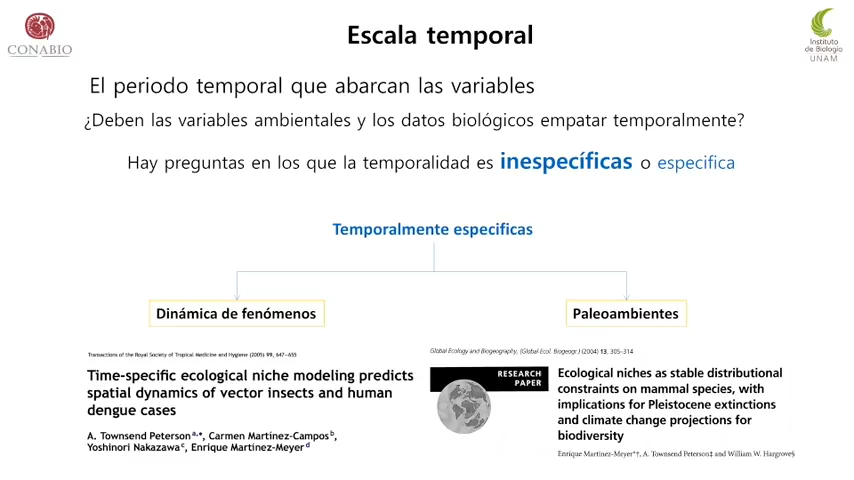 CONABIO
Escala temporal
Instituto
de Biología
UNAM
El periodo temporal que abarcan las variables
¿Deben las variables ambientales y los datos biológicos empatar temporalmente?
Hay preguntas en los que la temporalidad es inespecíficas o especifica
Temporalmente especificas
Dinámica de fenómenos
Paleoambientes
Transactions of the Royal Society of Tropical Medicine and Hygiene (2005) 99, 647—655
Time-specific ecological niche modeling predicts
spatial dynamics of vector insects and human
dengue cases
A. Townsend Peterson a,*, Carmen Martínez-Campos b,
Yoshinori Nakazawa c, Enrique Martínez-Meyer d
Global Ecology and Biogeography, (Global Ecol. Biogeogr.) (2004) 13, 305–314
RESEARCH
PAPER
Ecological niches as stable distributional
constraints on mammal species, with
implications for Pleistocene extinctions
and climate change projections for
biodiversity
Enrique Martínez-Meyer*†, A. Townsend Peterson‡ and William W. Hargrove§